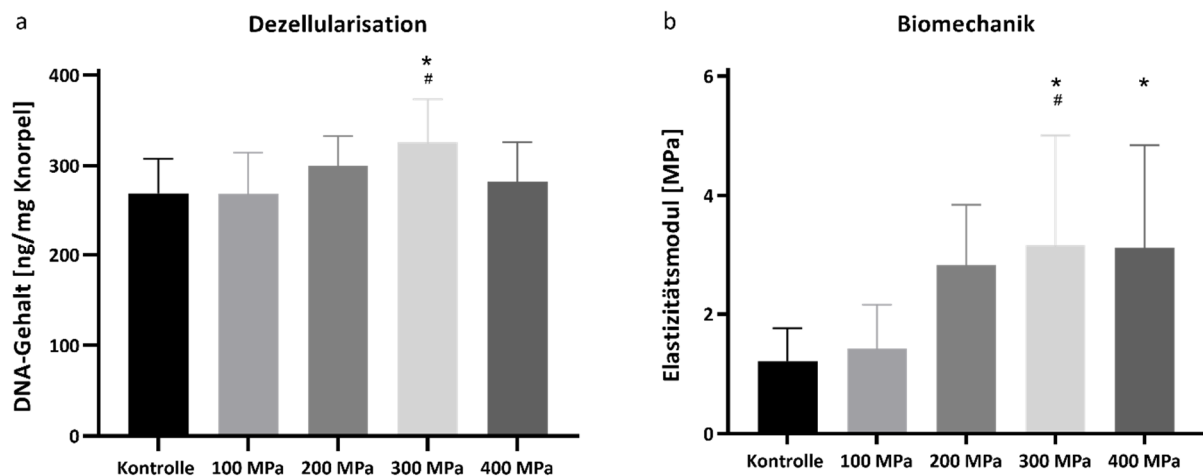 a
Dezellularisation
DNA-Gehalt [ng/mg Knorpel]
400
300
200
100
0
*
#
Kontrolle 100 MPa 200 MPa 300 MPa 400 MPa
b
Biomechanik
Elastizitätsmodul [MPa]
6
4
2
0
*
#
*
Kontrolle 100 MPa 200 MPa 300 MPa 400 MPa